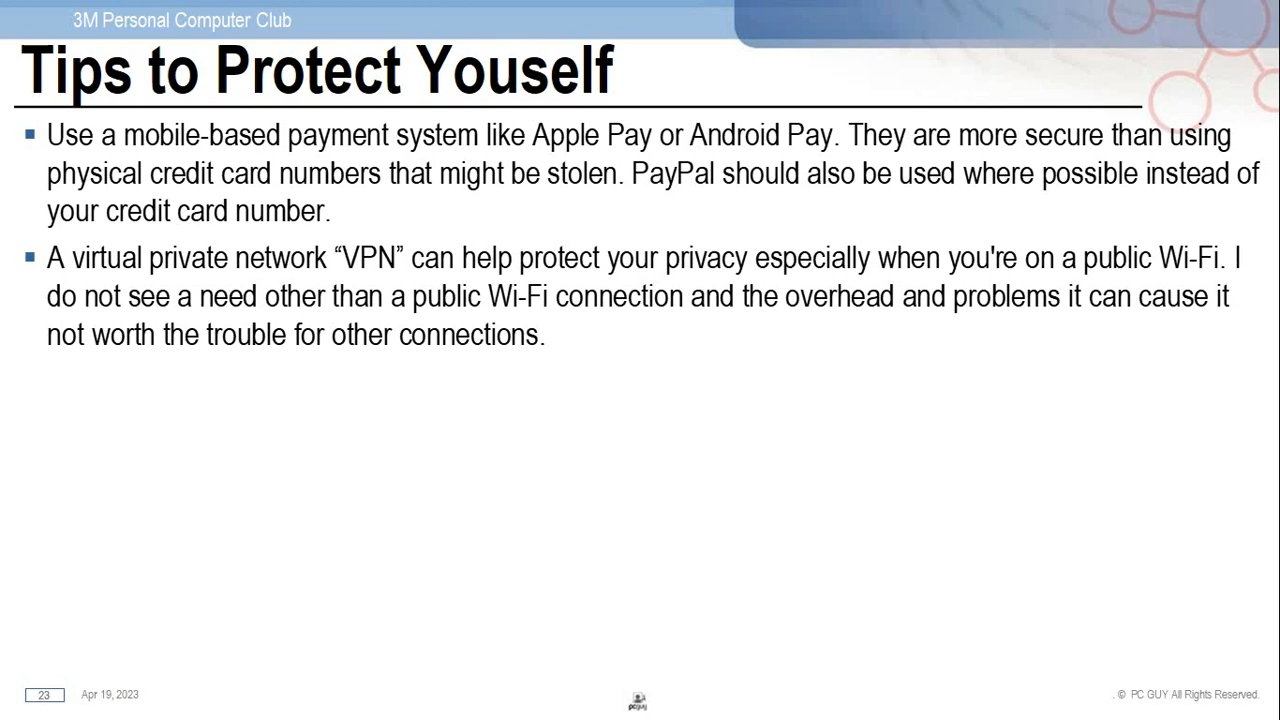 3M Personal Computer Club
Tips to Protect Youself
▪ Use a mobile-based payment system like Apple Pay or Android Pay. They are more secure than using
physical credit card numbers that might be stolen. PayPal should also be used where possible instead of
your credit card number.
▪ A virtual private network “VPN” can help protect your privacy especially when you're on a public Wi-Fi. I
do not see a need other than a public Wi-Fi connection and the overhead and problems it can cause it
not worth the trouble for other connections.
23 Apr 19, 2023
pcguy
. © PC GUY All Rights Reserved.